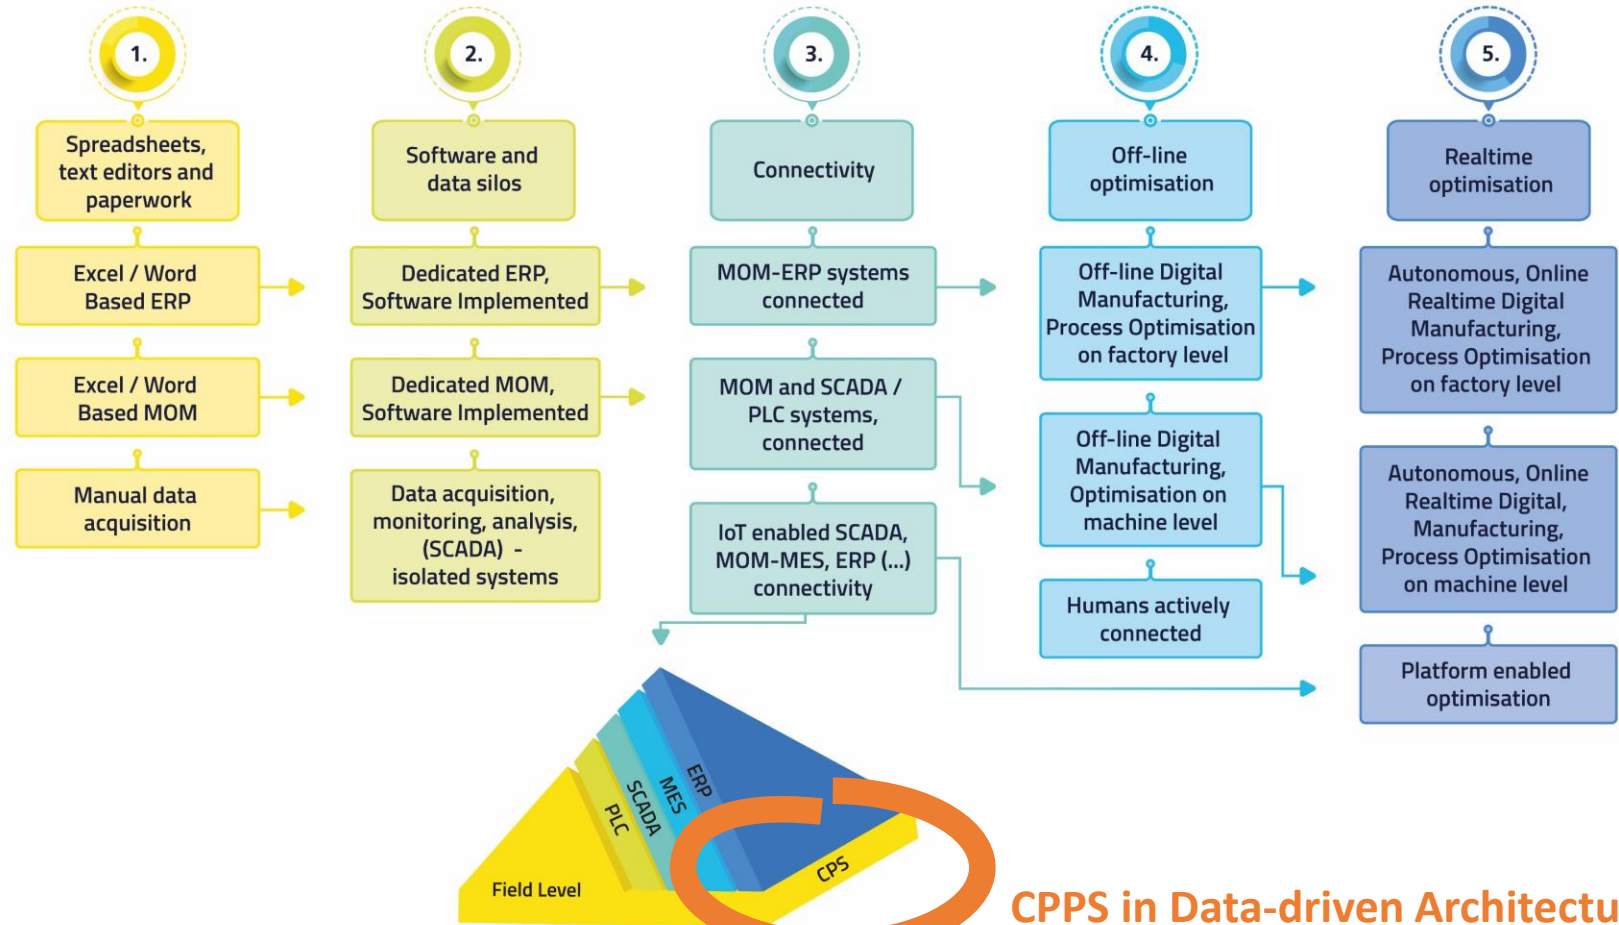 1.
Spreadsheets,
text editors and
paperwork
Excel / Word
Based ERP
Excel / Word
Based MOM
Manual data
acquisition
2.
Software and
data silos
Dedicated ERP,
Software Implemented
Dedicated MOM,
Software Implemented
Data acquisition,
monitoring, analysis,
(SCADA) -
isolated systems
3.
Connectivity
MOM-ERP systems
connected
MOM and SCADA /
PLC systems,
connected
IoT enabled SCADA,
MOM-MES, ERP (...)
connectivity
4.
Off-line
optimisation
Off-line Digital
Manufacturing,
Process Optimisation
on factory level
Off-line Digital
Manufacturing,
Optimisation on
machine level
Humans actively
connected
5.
Realtime
optimisation
Autonomous, Online
Realtime Digital
Manufacturing,
Process Optimisation
on factory level
Autonomous, Online
Realtime Digital,
Manufacturing,
Process Optimisation
on machine level
Platform enabled
optimisation
Field Level
PLC
SCADA
MES
ERP
CPS
CPPS in Data-driven Architectu